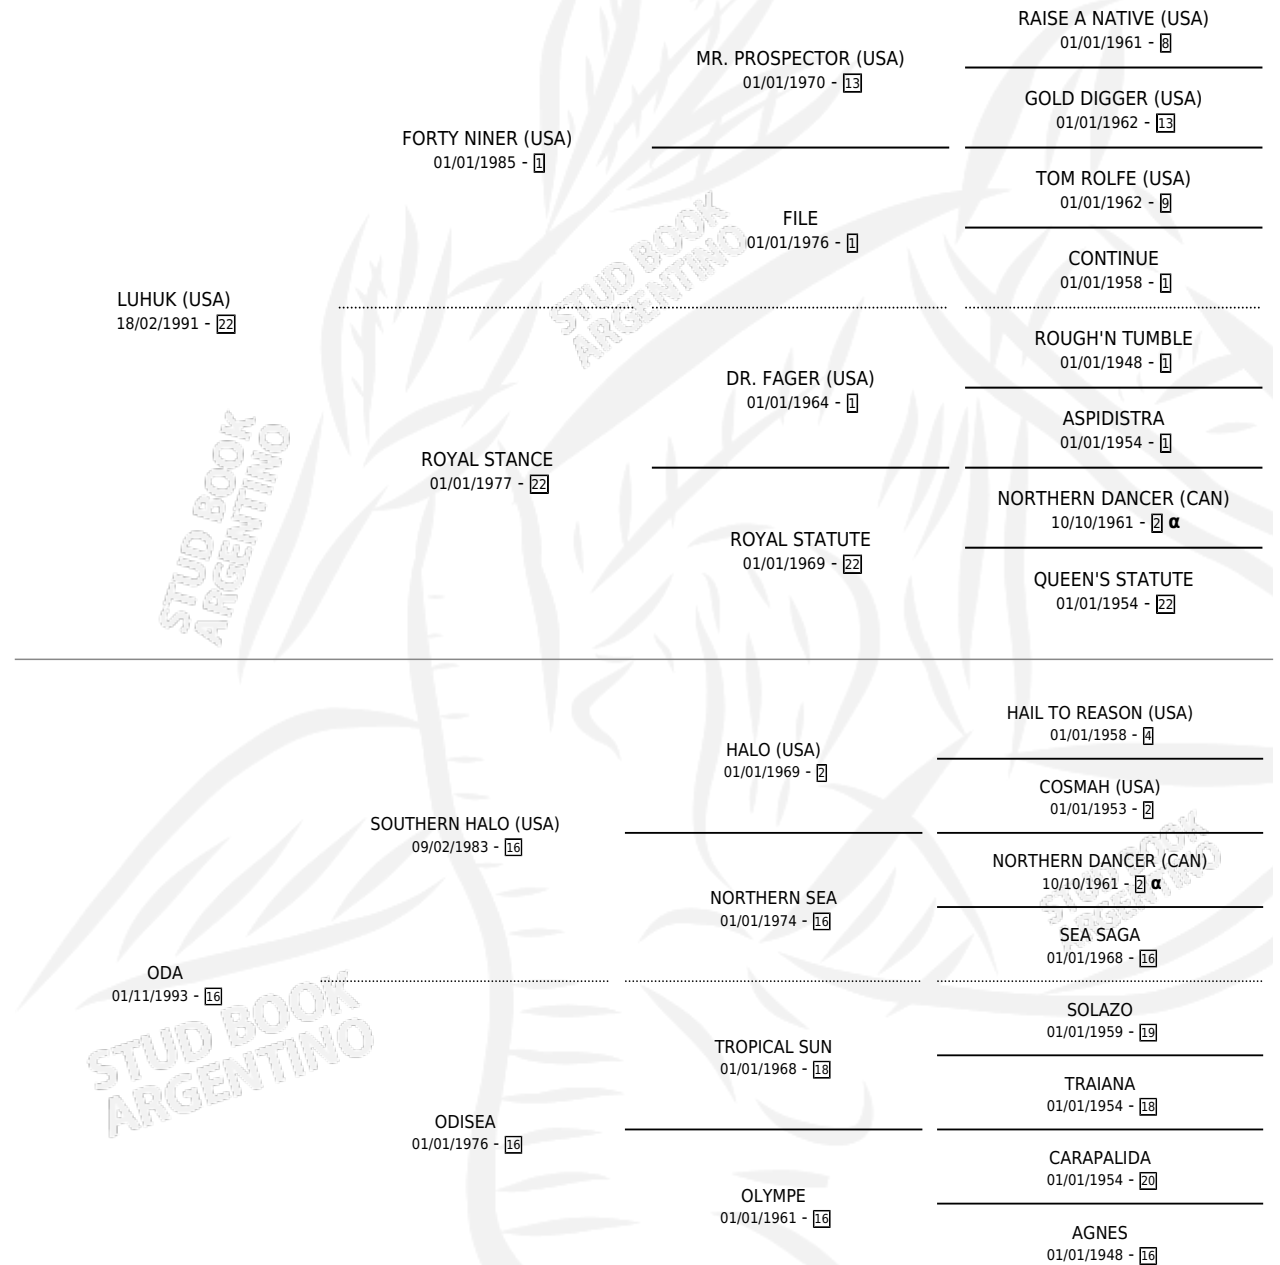 RAISE A NATIVE (USA)
01/01/1961 - 8
MR. PROSPECTOR (USA)
01/01/1970 - 13
GOLD DIGGER (USA)
01/01/1962 - 13
FORTY NINER (USA)
01/01/1985 - 1
TOM ROLFE (USA)
01/01/1962 - 9
FILE
01/01/1976 - 1
CONTINUE
01/01/1958 - 1
LUHUK (USA)
18/02/1991 - 22
ROUGH'N TUMBLE
01/01/1948 - 1
DR. FAGER (USA)
01/01/1964 - 1
ASPIDISTRA
01/01/1954 - 1
ROYAL STANCE
01/01/1977 - 22
NORTHERN DANCER (CAN)
10/10/1961 - 2 α
ROYAL STATUTE
01/01/1969 - 22
QUEEN'S STATUTE
01/01/1954 - 22
HAIL TO REASON (USA)
01/01/1958 - 4
HALO (USA)
01/01/1969 - 2
COSMAH (USA)
01/01/1953 - 2
SOUTHERN HALO (USA)
09/02/1983 - 16
NORTHERN DANCER (CAN)
10/10/1961 - 2 α
NORTHERN SEA
01/01/1974 - 16
SEA SAGA
01/01/1968 - 16
ODA
01/11/1993 - 16
SOLAZO
01/01/1959 - 19
TROPICAL SUN
01/01/1968 - 18
TRAIANA
01/01/1954 - 18
ODISEA
01/01/1976 - 16
CARAPALIDA
01/01/1954 - 20
OLYMPE
01/01/1961 - 16
AGNES
01/01/1948 - 16
STUD BOOK
ARGENTINO
STUD BOOK
ARGENTINO
STUD BOOK
ARGENTINO
STUD BOOK
ARGENTINO